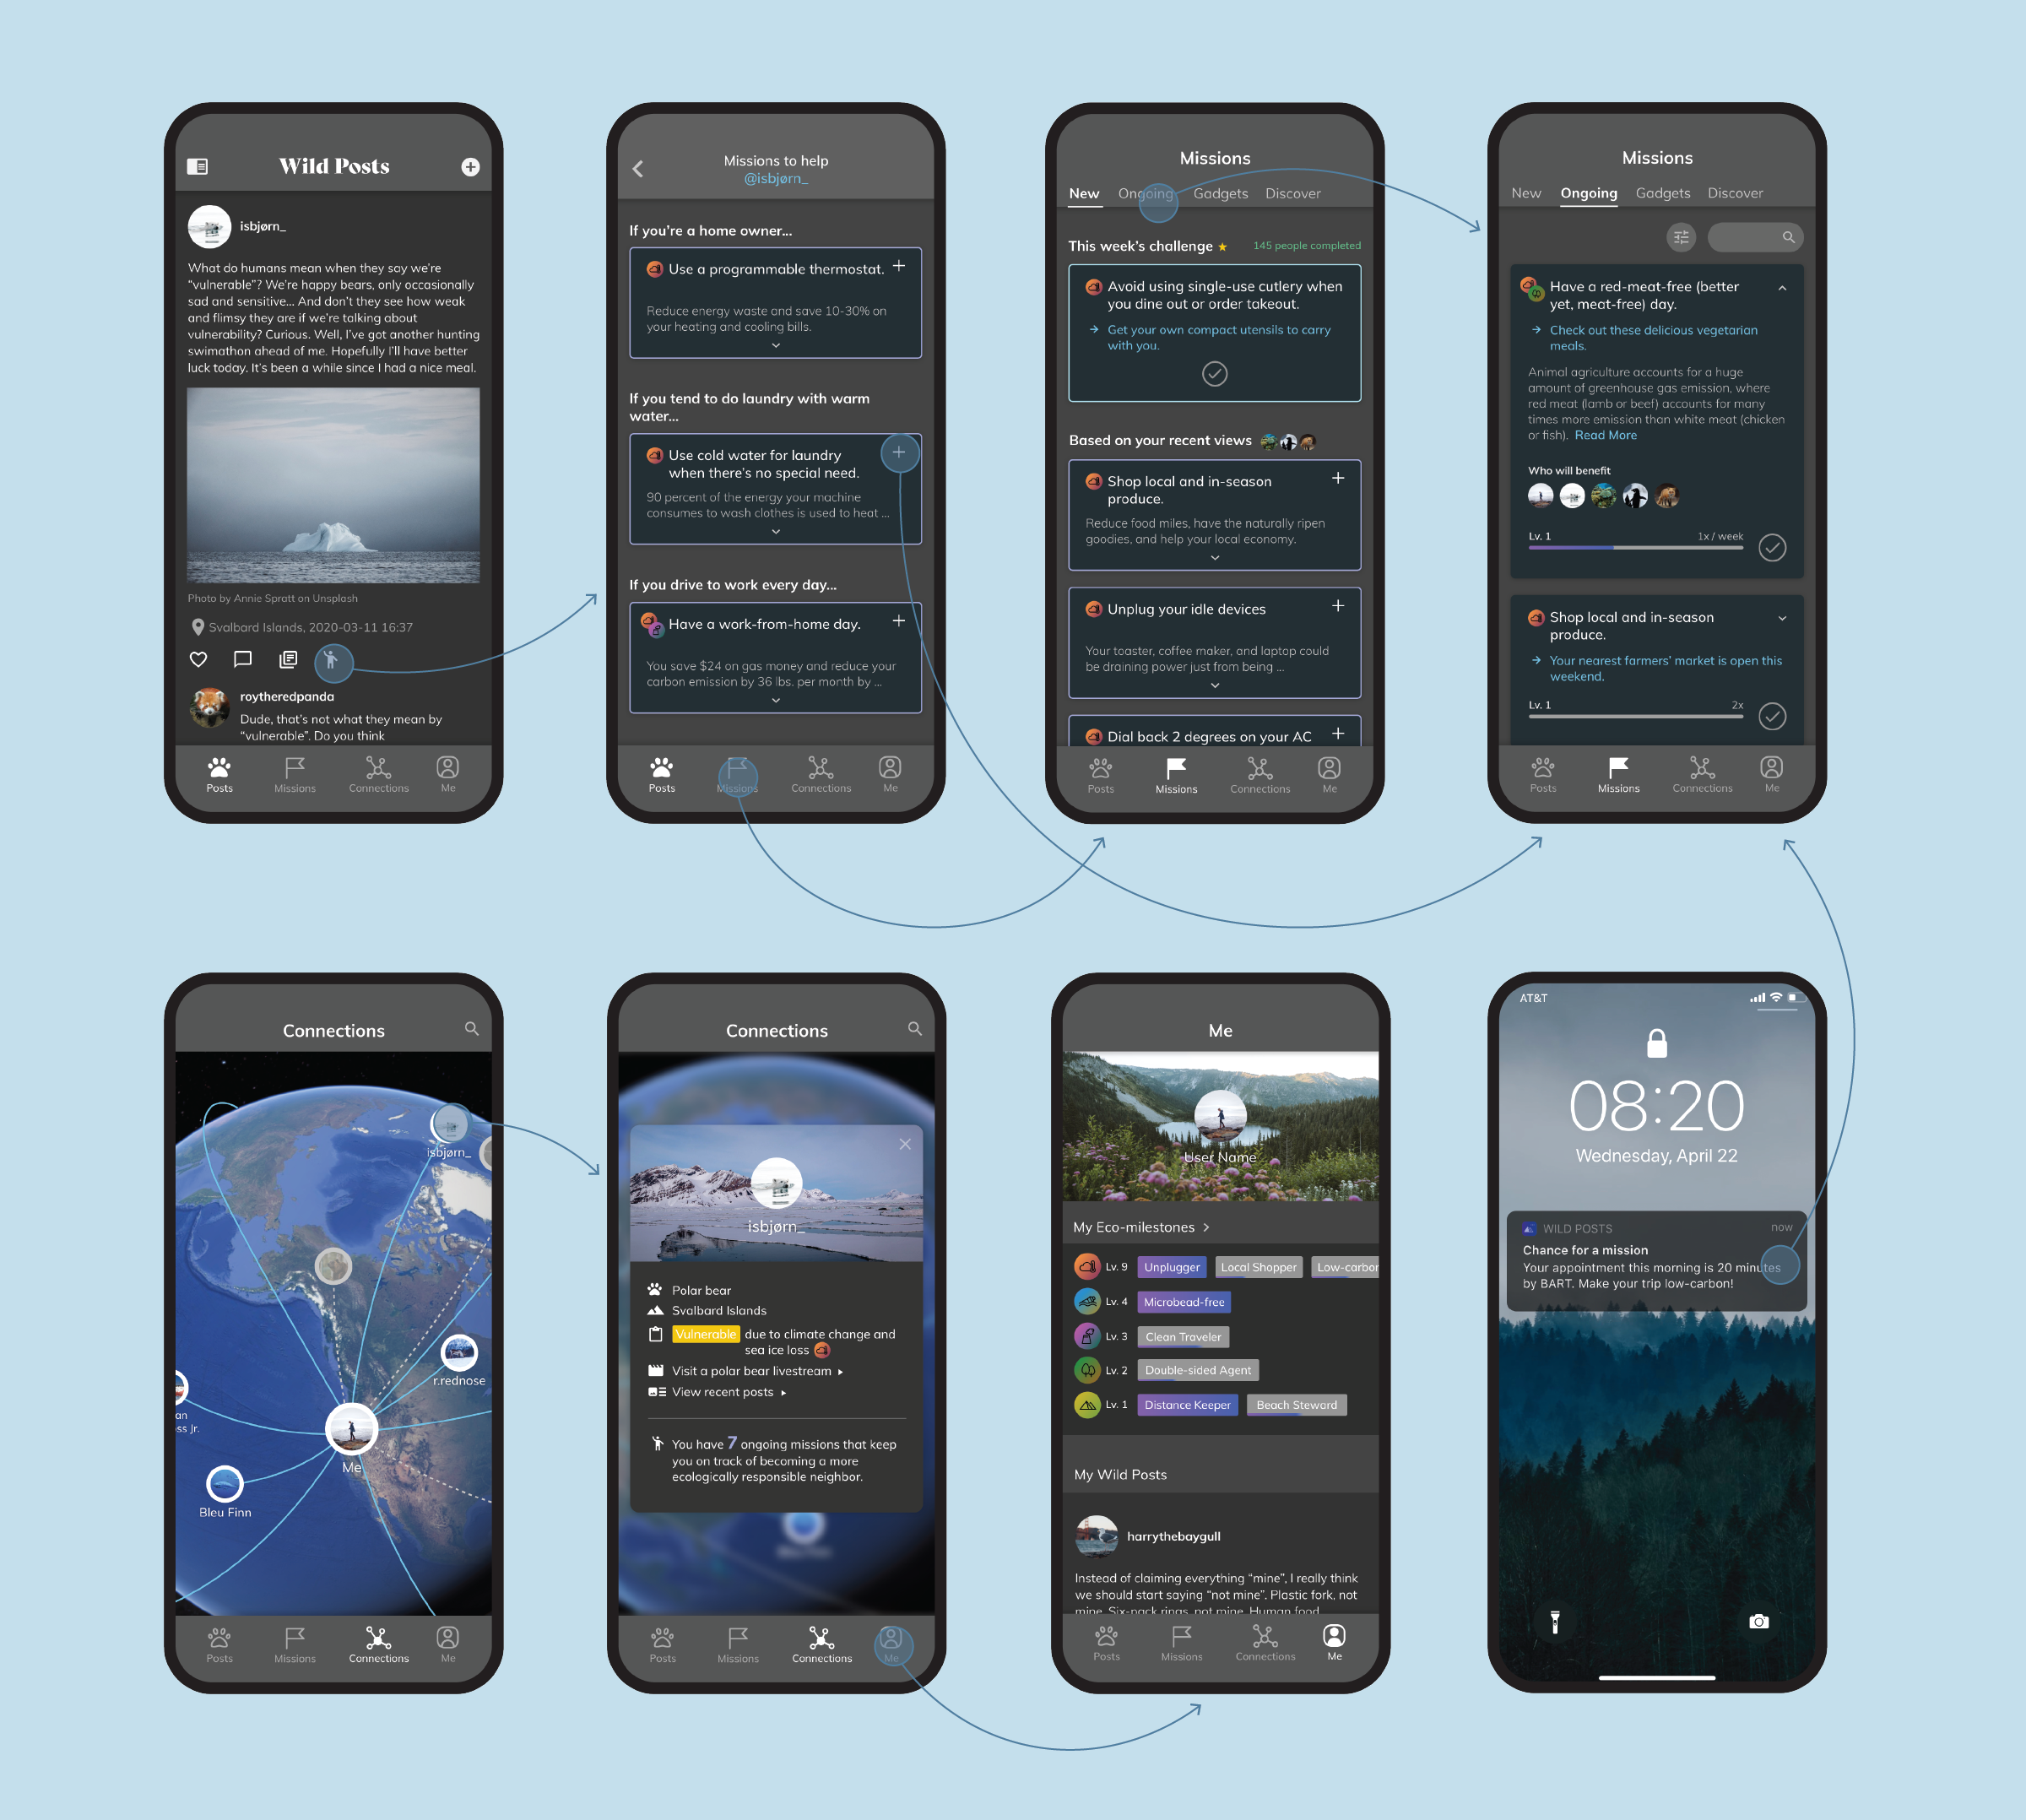 Wild Posts
isbjørn_
What do humans mean when they say we're
"vulnerable"? We're happy bears, only occasionally
sad and sensitive... And don't they see how weak
and flimsy they are if we're talking about
vulnerability? Curious. Well, I've got another hunting
swimathon ahead of me. Hopefully I'll have better
luck today. It's been a while since I had a nice meal.
Photo by Annie Spratt on Unsplash
Svalbard Islands, 2020-03-11 16:37
roytheredpanda
Dude, that's not what they mean by
"vulnerable". Do you think
Posts
Missions
Connections
Me
Missions to help
@isbjørn_
If you're a home owner...
Use a programmable thermostat.
Reduce energy waste and save 10-30% on
your heating and cooling bills.
If you tend to do laundry with warm
water...
Use cold water for laundry
when there's no special need.
90 percent of the energy your machine
consumes to wash clothes is used to heat ...
If you drive to work every day...
Have a work-from-home day.
You save $24 on gas money and reduce your
carbon emission by 36 lbs. per month by ...
Posts
Missions
Connections
Me
Missions
New
Ongoing
Gadgets
Discover
This week's challenge
145 people completed
Avoid using single-use cutlery when
you dine out or order takeout.
Get your own compact utensils to carry
with you.
Based on your recent views
Shop local and in-season
produce.
Reduce food miles, have the naturally ripen
goodies, and help your local economy.
Unplug your idle devices
Your toaster, coffee maker, and laptop could
be draining power just from being ...
Dial back 2 degrees on your AC
Posts
Missions
Connections
Me
Missions
New
Ongoing
Gadgets
Discover
Have a red-meat-free (better
yet, meat-free) day.
Check out these delicious vegetarian
meals.
Animal agriculture accounts for a huge
amount of greenhouse gas emission, where
red meat (lamb or beef) accounts for many
times more emission than white meat (chicken
or fish). Read More
Who will benefit
Lv. 1
1x / week
Shop local and in-season
produce.
Your nearest farmers' market is open this
weekend.
Lv. 1
2x
Posts
Missions
Connections
Me
Connections
isbjørn_
r.rednose
an
ss Jr.
Me
Bleu Finn
Posts
Missions
Connections
Me
Connections
isbjørn_
Polar bear
Svalbard Islands
Vulnerable due to climate change and
sea ice loss
Visit a polar bear livestream
View recent posts
You have 7 ongoing missions that keep
you on track of becoming a more
ecologically responsible neighbor.
Posts
Missions
Connections
Me
Me
User Name
My Eco-milestones
Lv. 9 Unplugger Local Shopper Low-carbor
Lv. 4 Microbead-free
Lv. 3 Clean Traveler
Lv. 2 Double-sided Agent
Lv. 1 Distance Keeper Beach Steward
My Wild Posts
harrythebaygull
Instead of claiming everything "mine", I really think
we should start saying "not mine". Plastic fork, not
mine. Six-pack rings, not mine. Human food,
Posts
Missions
Connections
Me
AT&T
08:20
Wednesday, April 22
WILD POSTS
now
Chance for a mission
Your appointment this morning is 20 minutes
by BART. Make your trip low-carbon!